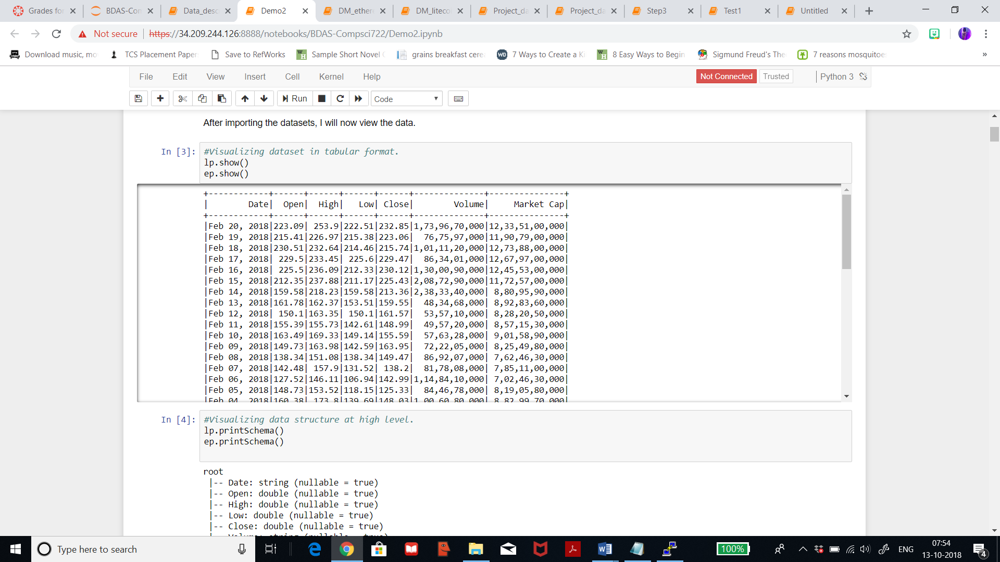 Grades for
BDAS-Con
Data_desc
Demo2
DM_ether
DM_liteco
Project_da
Project_da
Step3
Test1
Untitled
Not secure
https://34.209.244.126:8888/notebooks/BDAS-Compsci722/Demo2.ipynb
Download music, mo
TCS Placement Paper
Save to RefWorks
Sample Short Novel
grains breakfast cere
7 Ways to Create a Ki
8 Easy Ways to Begin
Sigmund Freud's The
7 reasons mosquitoe
»
File Edit View Insert Cell Kernel Help
Not Connected
Trusted
Python 3
Run
Code
After importing the datasets, I will now view the data.
In [3]:
#Visualizing dataset in tabular format.
lp.show()
ep.show()
+------------+------+------+------+------+--------------+---------------+
|        Date|  Open|  High|   Low| Close|        Volume|     Market Cap|
+------------+------+------+------+------+--------------+---------------+
|Feb 20, 2018|223.09| 253.9|222.51|232.85|1,73,96,70,000|12,33,51,00,000|
|Feb 19, 2018|215.41|226.97|215.38|223.06|  76,75,97,000|11,90,79,00,000|
|Feb 18, 2018|230.51|232.64|214.46|215.74|1,01,11,20,000|12,73,88,00,000|
|Feb 17, 2018| 229.5|233.45| 225.6|229.47|  86,34,01,000|12,67,97,00,000|
|Feb 16, 2018| 225.5|236.09|212.33|230.12|1,30,00,90,000|12,45,53,00,000|
|Feb 15, 2018|212.35|237.88|211.17|225.43|2,08,72,90,000|11,72,57,00,000|
|Feb 14, 2018|159.58|218.23|159.58|213.36|2,38,33,40,000| 8,80,95,90,000|
|Feb 13, 2018|161.78|162.37|153.51|159.55|  48,34,68,000| 8,92,83,60,000|
|Feb 12, 2018| 150.1|163.35| 150.1|161.57|  53,57,10,000| 8,28,20,50,000|
|Feb 11, 2018|155.39|155.73|142.61|148.99|  49,57,20,000| 8,57,15,30,000|
|Feb 10, 2018|163.49|169.33|149.14|155.59|  57,63,28,000| 9,01,58,90,000|
|Feb 09, 2018|149.73|163.98|142.59|163.95|  72,22,05,000| 8,25,49,80,000|
|Feb 08, 2018|138.34|151.08|138.34|149.47|  86,92,07,000| 7,62,46,30,000|
|Feb 07, 2018|142.48| 157.9|131.52| 138.2|  81,78,08,000| 7,85,11,00,000|
|Feb 06, 2018|127.52|146.11|106.94|142.99|1,14,84,10,000| 7,02,46,30,000|
|Feb 05, 2018|148.73|153.52|118.15|125.33|  84,46,78,000| 8,19,05,80,000|
|Feb 04, 2018|160.38| 173.8|139.69|148.03|1,00,60,80,000| 8,82,99,70,000|
In [4]:
#Visualizing data structure at high level.
lp.printSchema()
ep.printSchema()
root
|-- Date: string (nullable = true)
|-- Open: double (nullable = true)
|-- High: double (nullable = true)
|-- Low: double (nullable = true)
|-- Close: double (nullable = true)
|-- Volume: string (nullable = true)
Type here to search
100%
ENG
07:54
13-10-2018
4